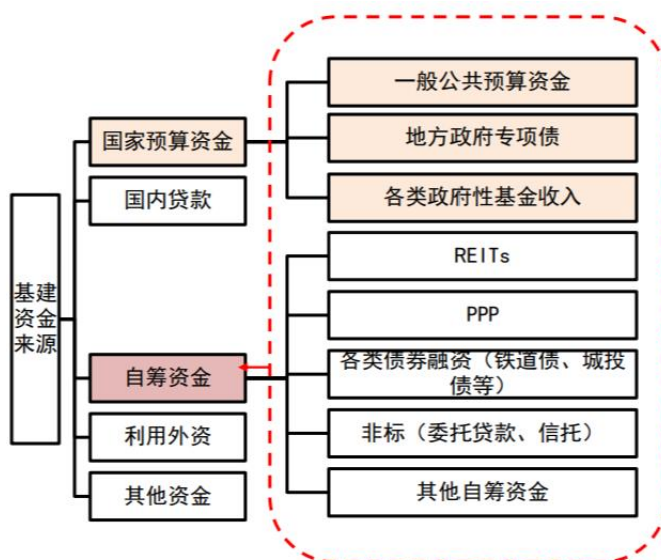 基建
资金
来源
国家预算资金
国内贷款
自筹资金
利用外资
其他资金
一般公共预算资金
地方政府专项债
各类政府性基金收入
REITs
PPP
各类债券融资（铁道债、城投
债等）
非标（委托贷款、信托）
其他自筹资金